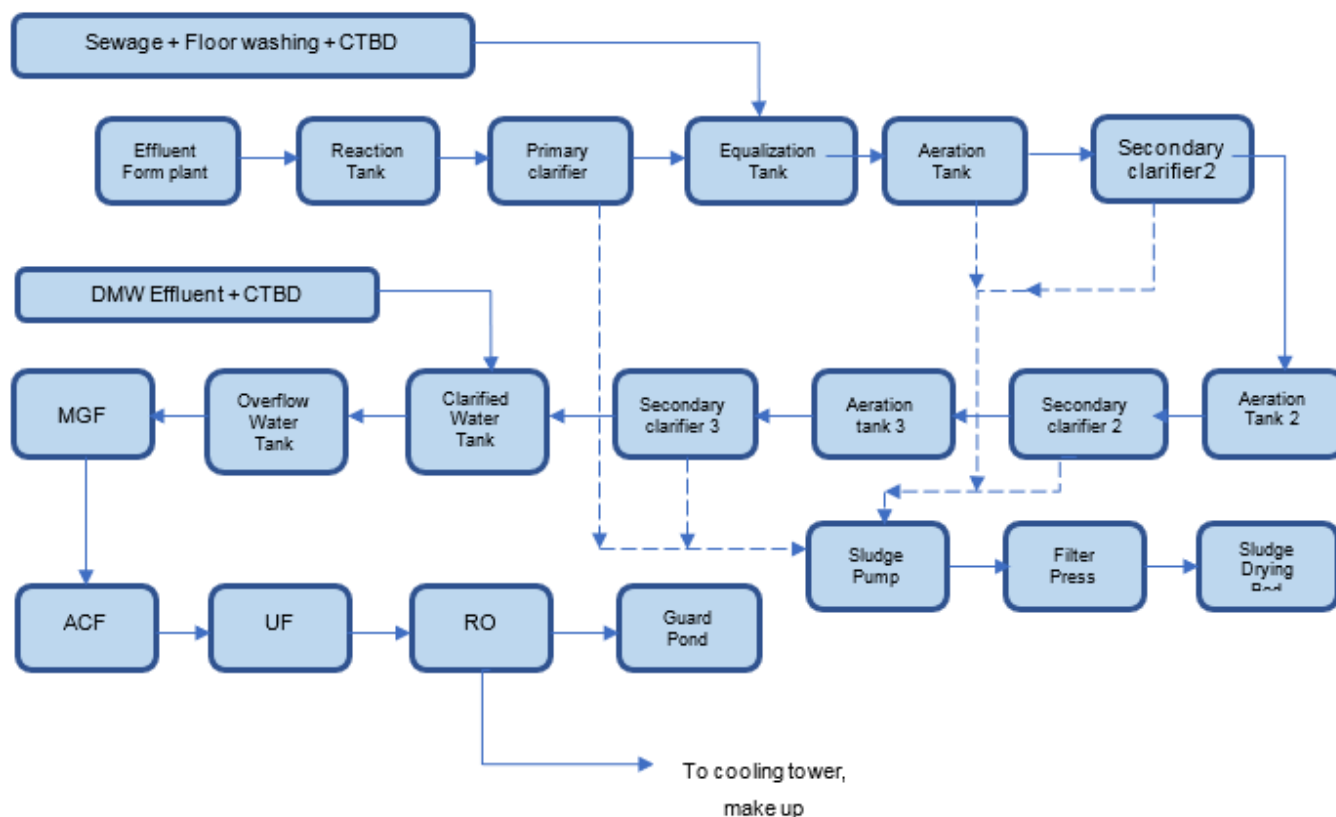 Sewage + Floor washing + CTBD
Effluent
Form plant
Reaction
Tank
Primary
clarifier
Equalization
Tank
Aeration
Tank
Secondary
clarifier 2
DMW Effluent + CTBD
MGF
Overflow
Water
Tank
Clarified
Water
Tank
Secondary
clarifier 3
Aeration
tank 3
Secondary
clarifier 2
Aeration
Tank 2
Sludge
Pump
Filter
Press
Sludge
Drying
ACF
UF
RO
Guard
Pond
To cooling tower,
make up